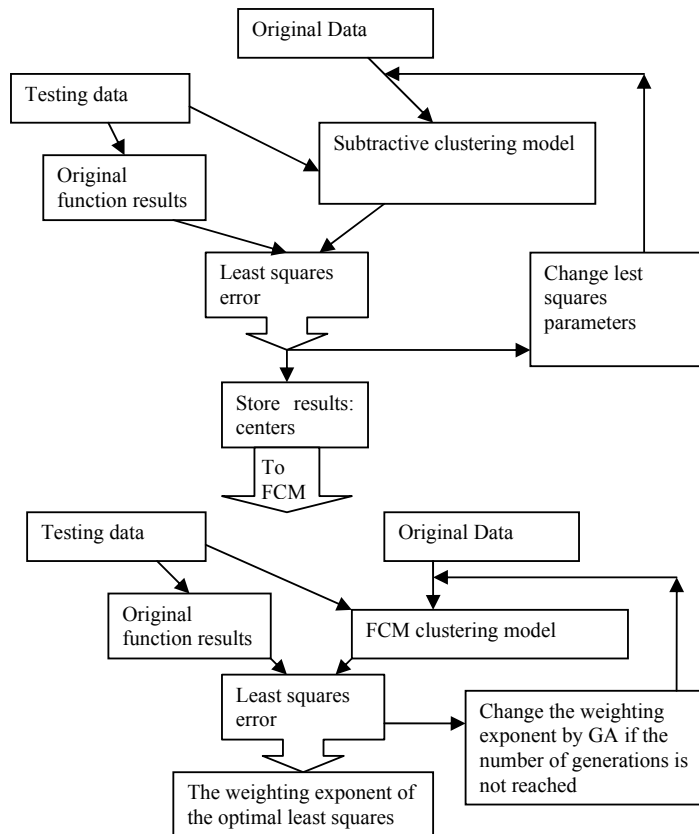 Original Data
Testing data
Subtractive clustering model
Original
function results
Least squares
error
Change lest
squares
parameters
Store results:
centers
To
FCM
Testing data
Original Data
Original
function results
FCM clustering model
Least squares
error
Change the weighting
exponent by GA if the
number of generations is
not reached
The weighting exponent of
the optimal least squares